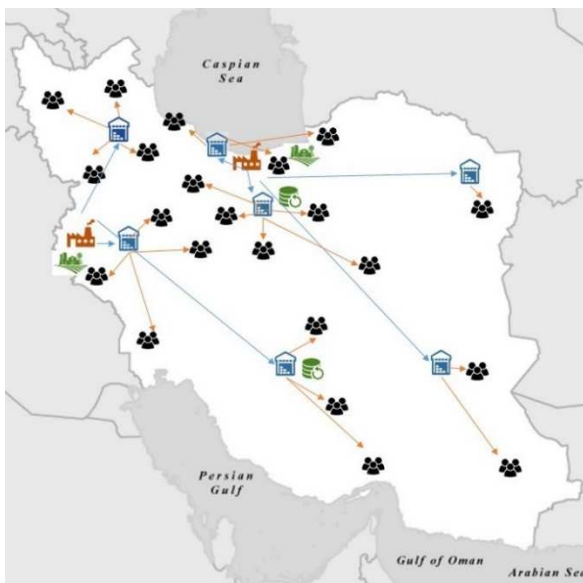 Caspian
Sea
Persian
Gulf
Gulf of Oman
Arabian Sea